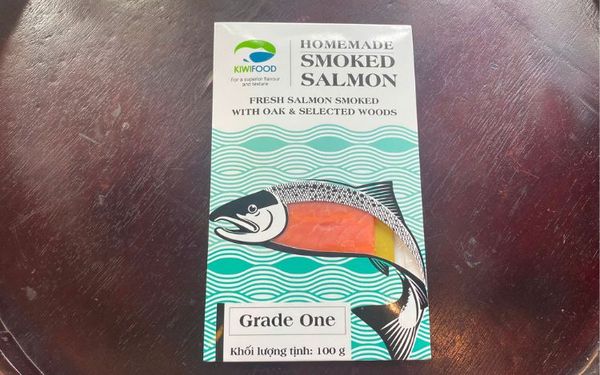 KIWIFOOD
For a superior flavour
and texture
HOMEMADE
SMOKED
SALMON
FRESH SALMON SMOKED
WITH OAK & SELECTED WOODS
Grade One
Khối lượng tịnh: 100 g